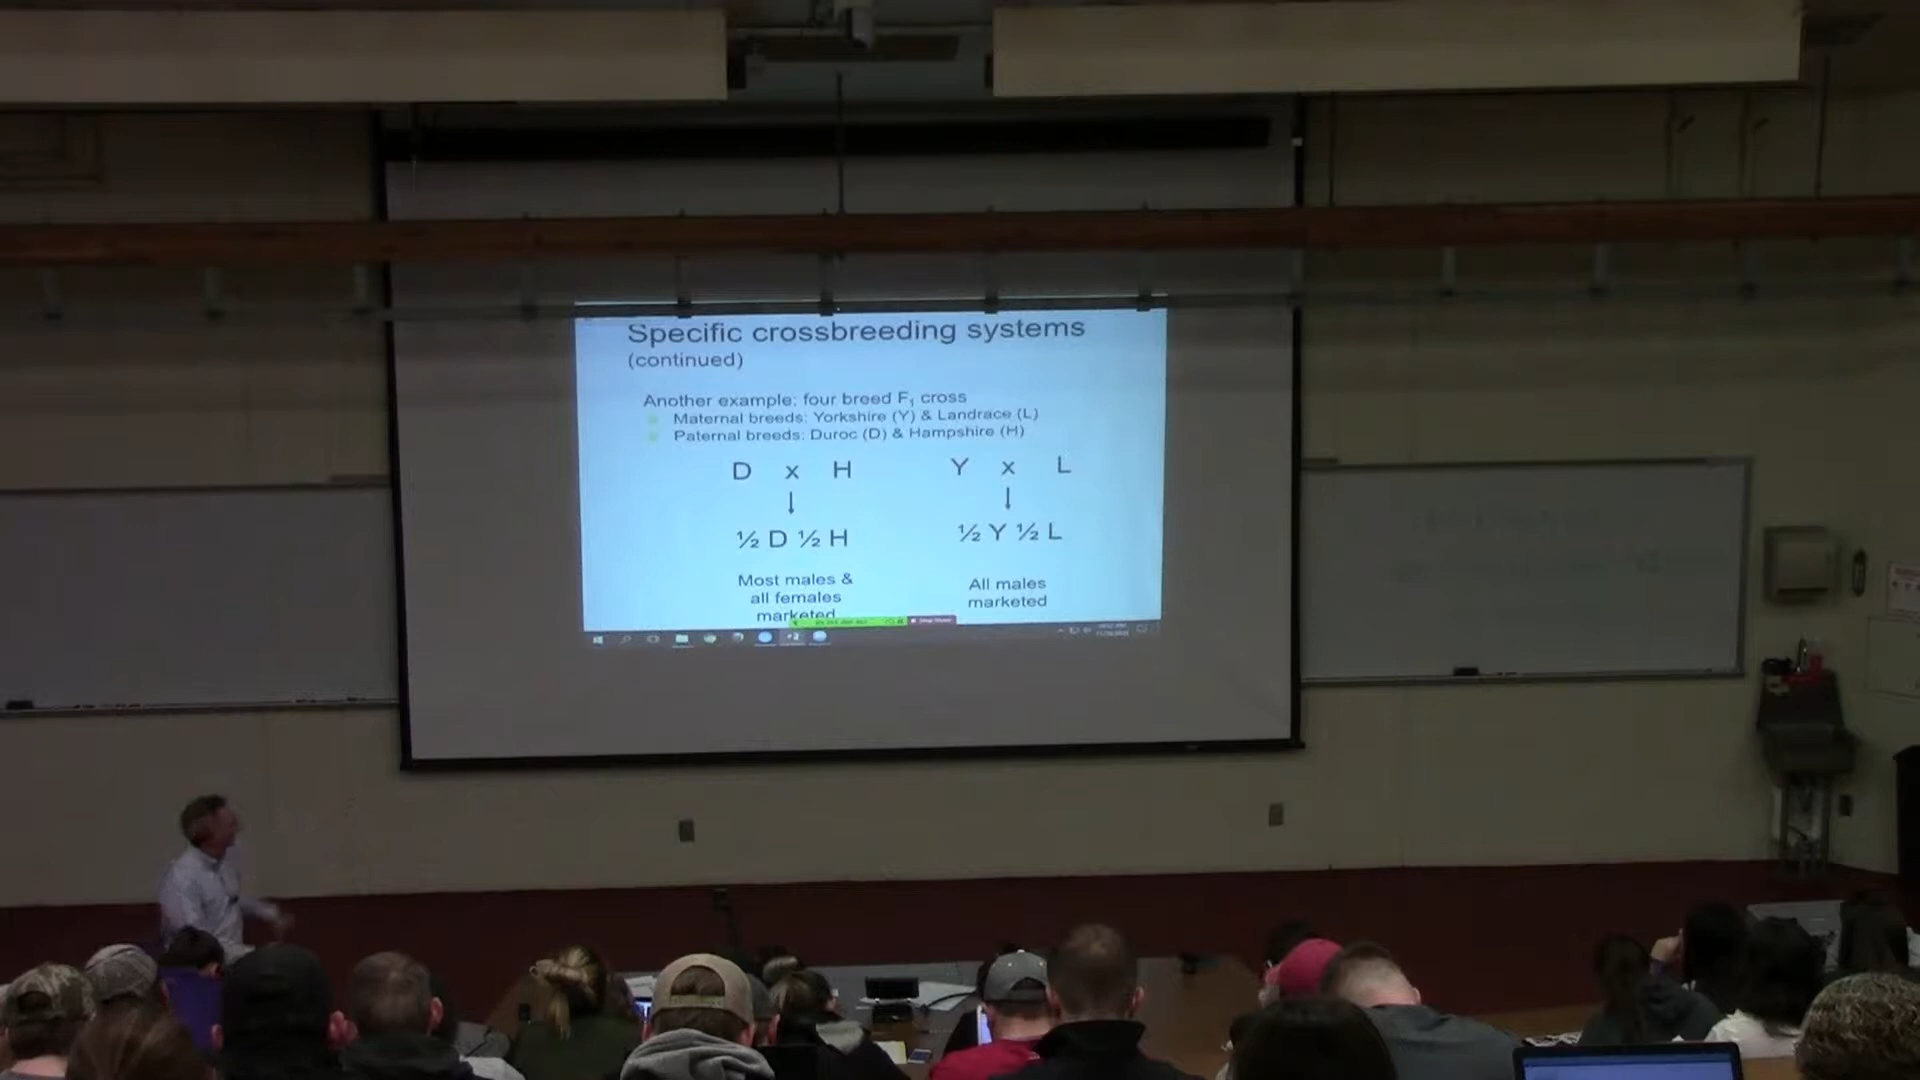 Specific crossbreeding systems
(continued)
Another example: four breed F₁ cross
Maternal breeds: Yorkshire (Y) & Landrace (L)
Paternal breeds: Duroc (D) & Hampshire (H)
D x H
Y x L
½ D ½ H
½ Y ½ L
Most males &
all females
marketed
All males
marketed